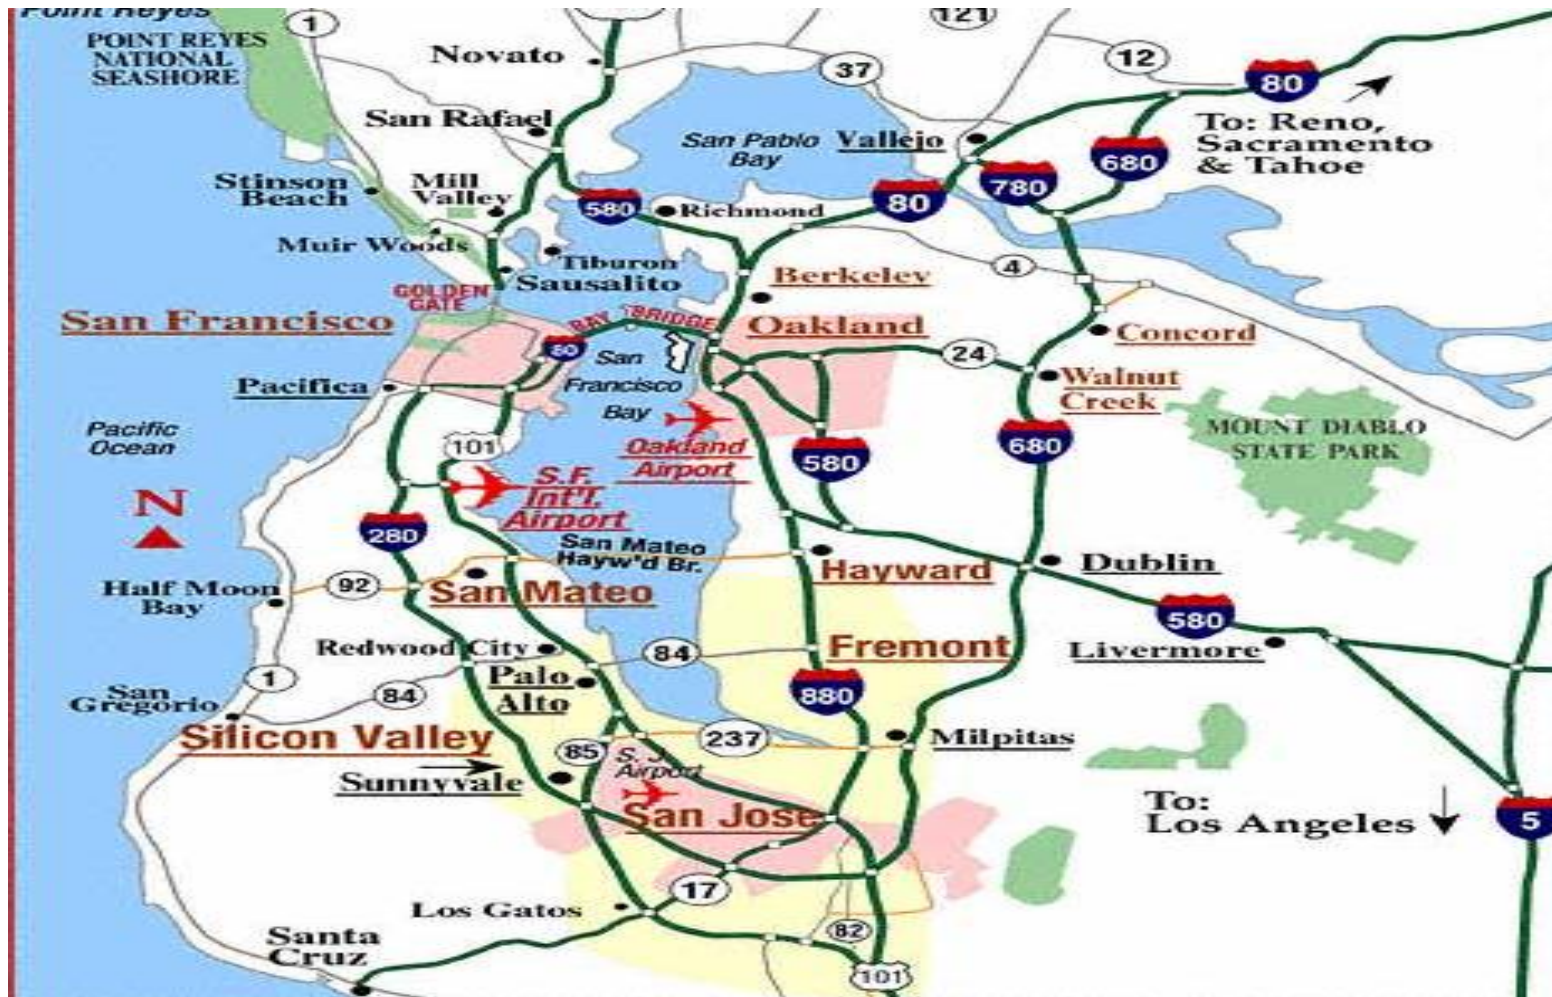 Point Reyes
1
121
POINT REYES
NATIONAL
SEASHORE
Novato
37
12
80
To: Reno,
Sacramento
& Tahoe
San Rafael
San Pablo
Bay
Vallejo
680
780
80
Stinson
Beach
Mill
Valley
580
Richmond
Muir Woods
Tiburon
Sausalito
4
Berkeley
GOLDEN
GATE
San Francisco
BAY BRIDGE
Oakland
Concord
80
San
Francisco
Bay
24
Walnut
Creek
Pacifica
Pacific
Ocean
101
Oakland
Airport
580
680
MOUNT DIABLO
STATE PARK
S.F.
Int'l.
Airport
N
280
San Mateo
Hayw'd Br.
Hayward
Dublin
Half Moon
Bay
92
San Mateo
580
Redwood City
84
Fremont
Livermore
1
84
Palo
Alto
880
San
Gregorio
Silicon Valley
85
237
Milpitas
S. J.
Airport
Sunnyvale
San Jose
To:
Los Angeles
5
17
Los Gatos
82
Santa
Cruz
101